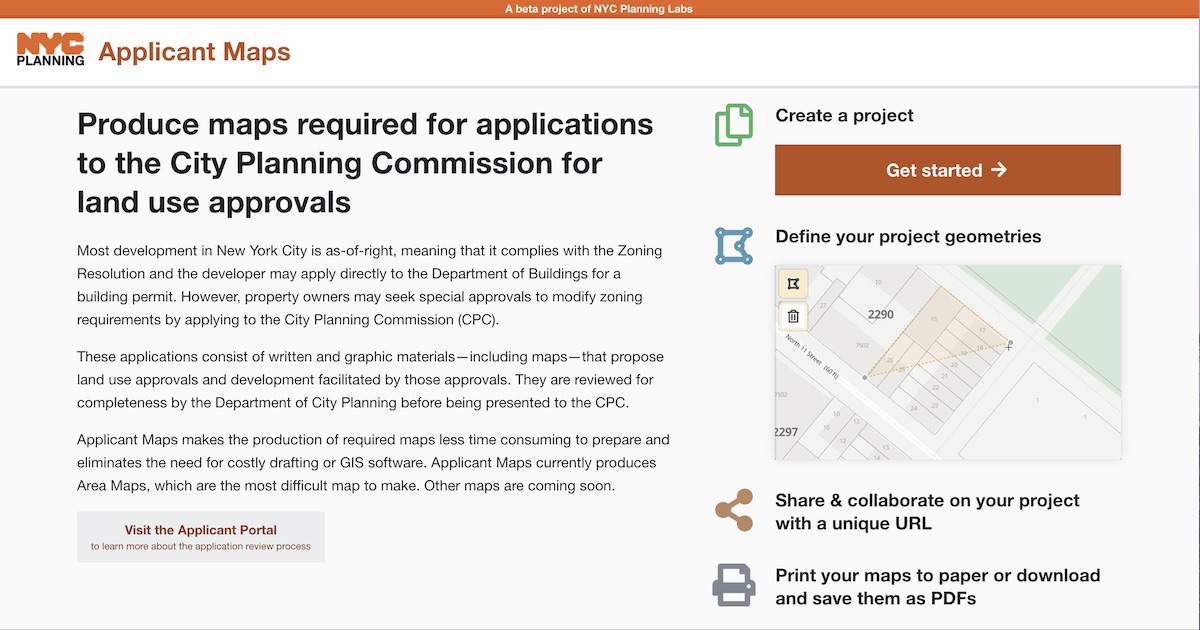 A beta project of NYC Planning Labs
NYC
PLANNING
Applicant Maps
Produce maps required for applications
to the City Planning Commission for
land use approvals
Most development in New York City is as-of-right, meaning that it complies with the Zoning
Resolution and the developer may apply directly to the Department of Buildings for a
building permit. However, property owners may seek special approvals to modify zoning
requirements by applying to the City Planning Commission (CPC).
These applications consist of written and graphic materials—including maps—that propose
land use approvals and development facilitated by those approvals. They are reviewed for
completeness by the Department of City Planning before being presented to the CPC.
Applicant Maps makes the production of required maps less time consuming to prepare and
eliminates the need for costly drafting or GIS software. Applicant Maps currently produces
Area Maps, which are the most difficult map to make. Other maps are coming soon.
Visit the Applicant Portal
to learn more about the application review process
Create a project
Get started →
Define your project geometries
10
27
2290
15
17
7502
18
19
26
20
25
21
North 11 Street (60 ft)
22
23
24
7502
1
1
10
12
2297
10
12
13
14
Share & collaborate on your project
with a unique URL
Print your maps to paper or download
and save them as PDFs